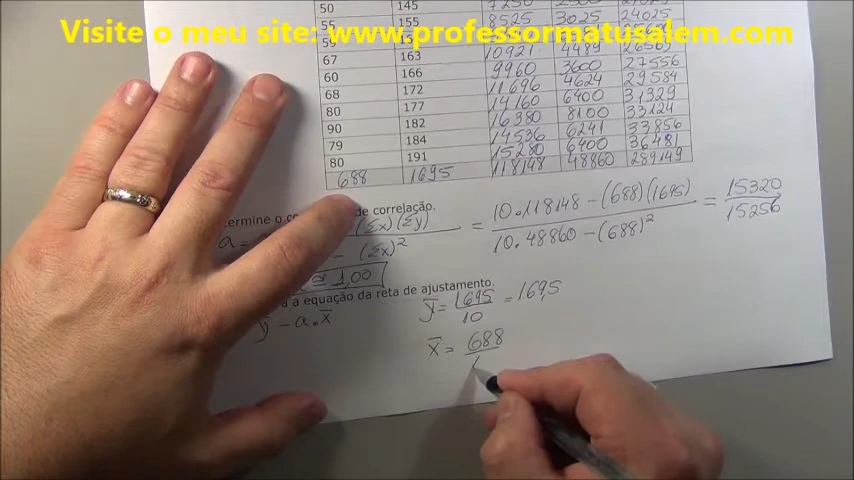 Visite o meu site: www.professormatusalem.com
50 145 7250 2500 21025
55 155 8525 3025 24025
67 163 10921 4489 26569
60 166 9960 3600 27556
68 172 11696 4624 29584
80 177 14160 6400 31329
90 182 16380 8100 33124
79 184 14536 6241 33856
80 191 15280 6400 36481
688 1695 118148 48860 289149
de correlação.
(Σx)(Σy)
- (Σx)²
= 10.118148 - (688)(1695) = 15320
10.48860 - (688)² 15256
≅ 1,00
a equação da reta de ajustamento.
ȳ - a.x̄
ȳ = 1695 = 169,5
10
x̄ = 688